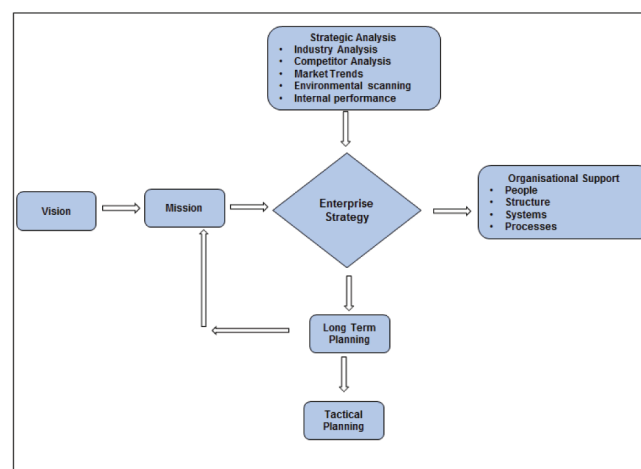 Strategic Analysis
• Industry Analysis
• Competitor Analysis
• Market Trends
• Environmental scanning
• Internal performance
Vision
Mission
Enterprise
Strategy
Organisational Support
• People
• Structure
• Systems
• Processes
Long Term
Planning
Tactical
Planning